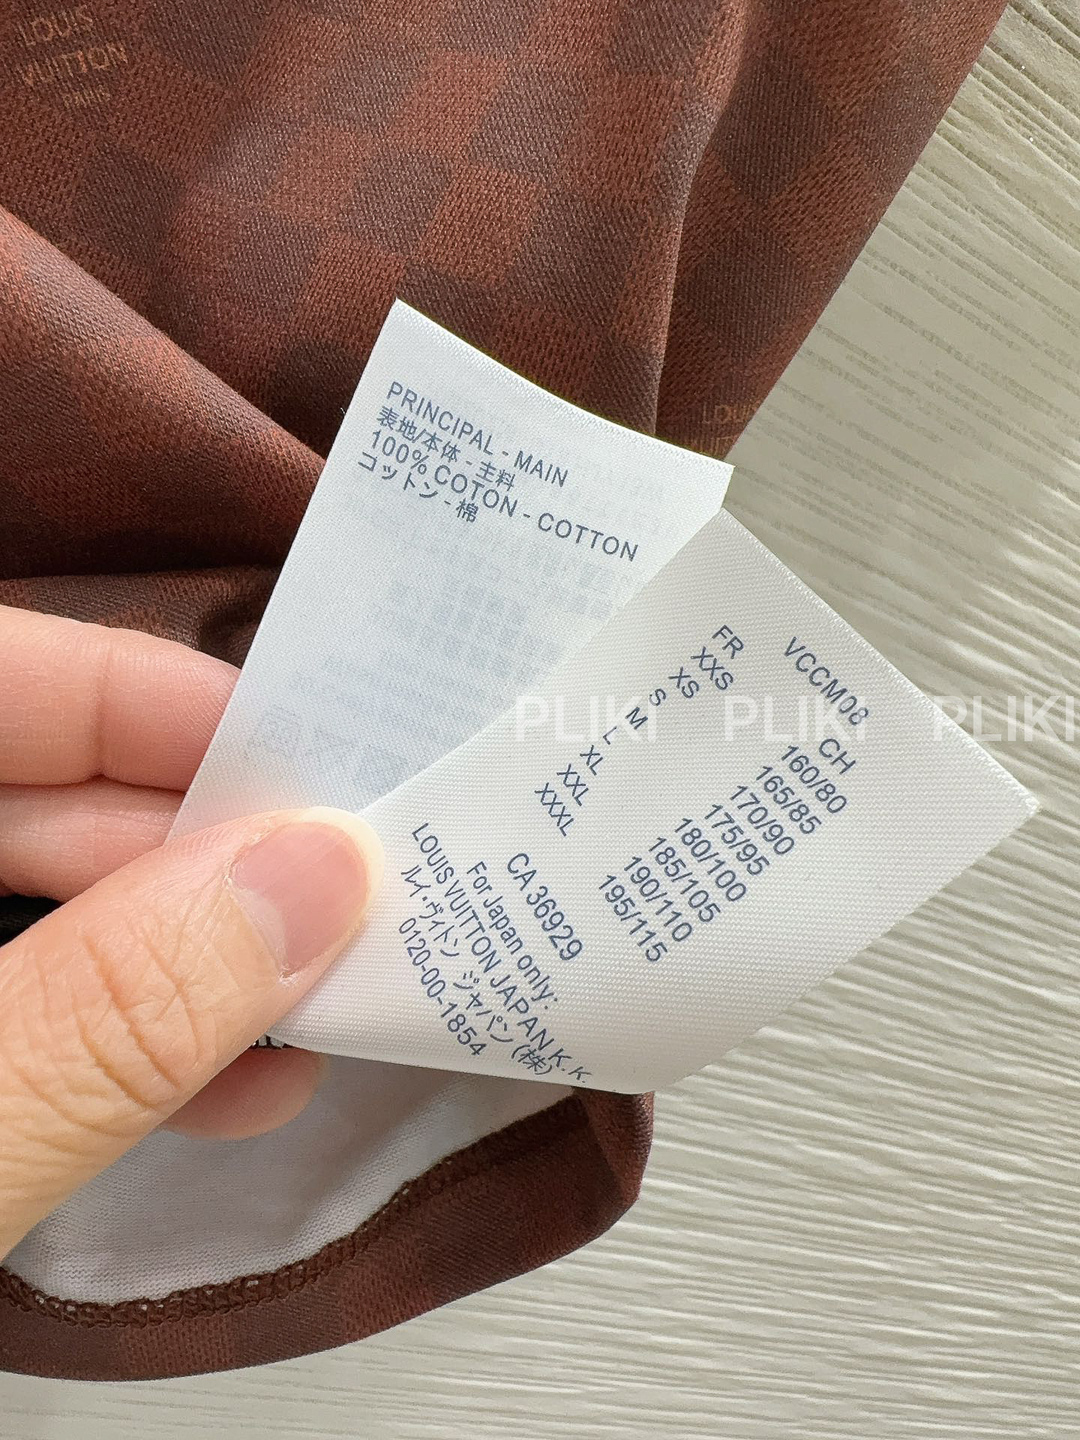 LOUIS
VUITTON
PARIS
PRINCIPAL - MAIN
表地/本体 - 主料
100% COTON - COTTON
コットン - 棉
VCCM08
FR CH
XXS 160/80
XS 165/85
S 170/90
M 175/95
L 180/100
XL 185/105
XXL 190/110
XXXL 195/115
CA 36929
For Japan only:
LOUIS VUITTON JAPAN K.K.
ルイ・ヴィトン ジャパン (株)
0120-00-1854
LOUIS
PLIKI PLIKI PLIKI